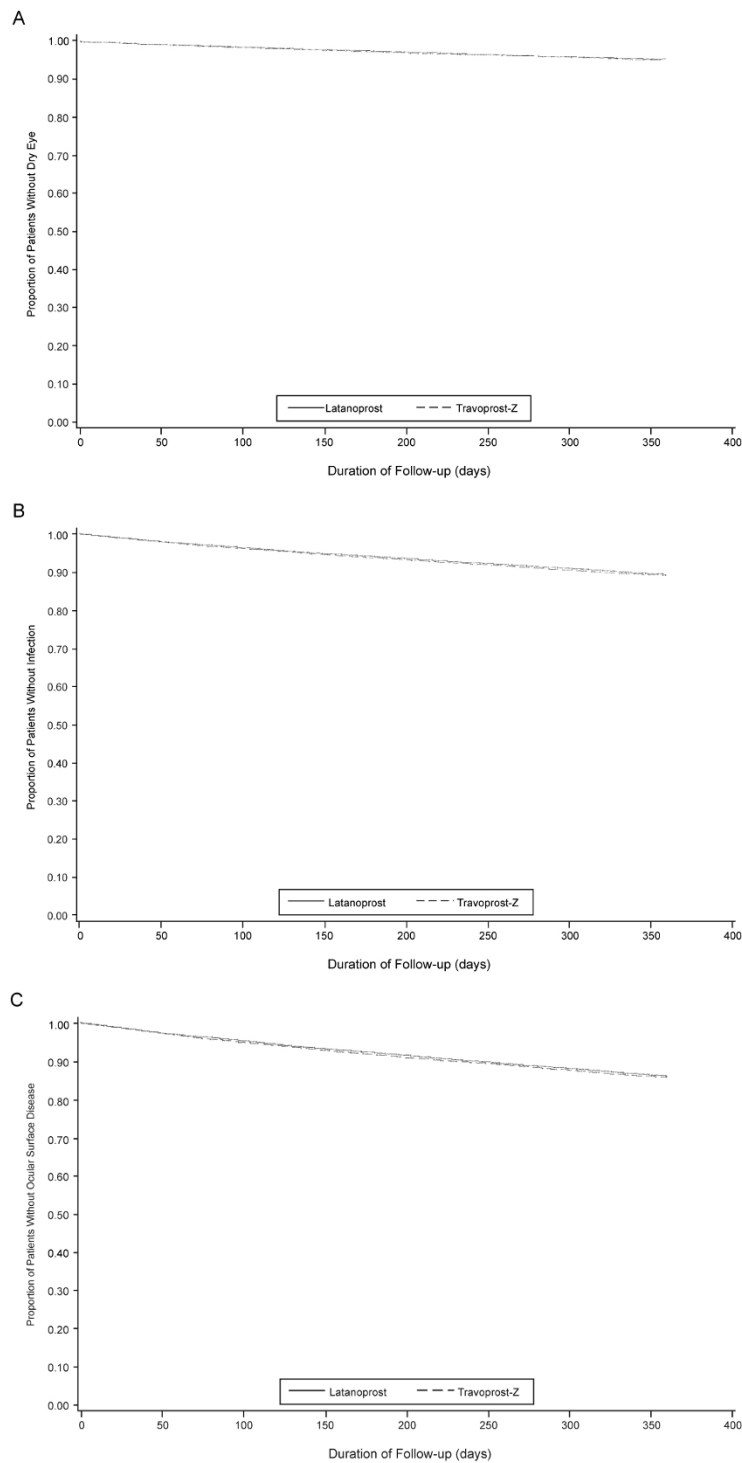 A
Proportion of Patients Without Dry Eye
1.00
0.90
0.80
0.70
0.60
0.50
0.40
0.30
0.20
0.10
0.00
Latanoprost Travoprost-Z
0 50 100 150 200 250 300 350 400
Duration of Follow-up (days)
B
Proportion of Patients Without Infection
1.00
0.90
0.80
0.70
0.60
0.50
0.40
0.30
0.20
0.10
0.00
Latanoprost Travoprost-Z
0 50 100 150 200 250 300 350 400
Duration of Follow-up (days)
C
Proportion of Patients Without Ocular Surface Disease
1.00
0.90
0.80
0.70
0.60
0.50
0.40
0.30
0.20
0.10
0.00
Latanoprost Travoprost-Z
0 50 100 150 200 250 300 350 400
Duration of Follow-up (days)